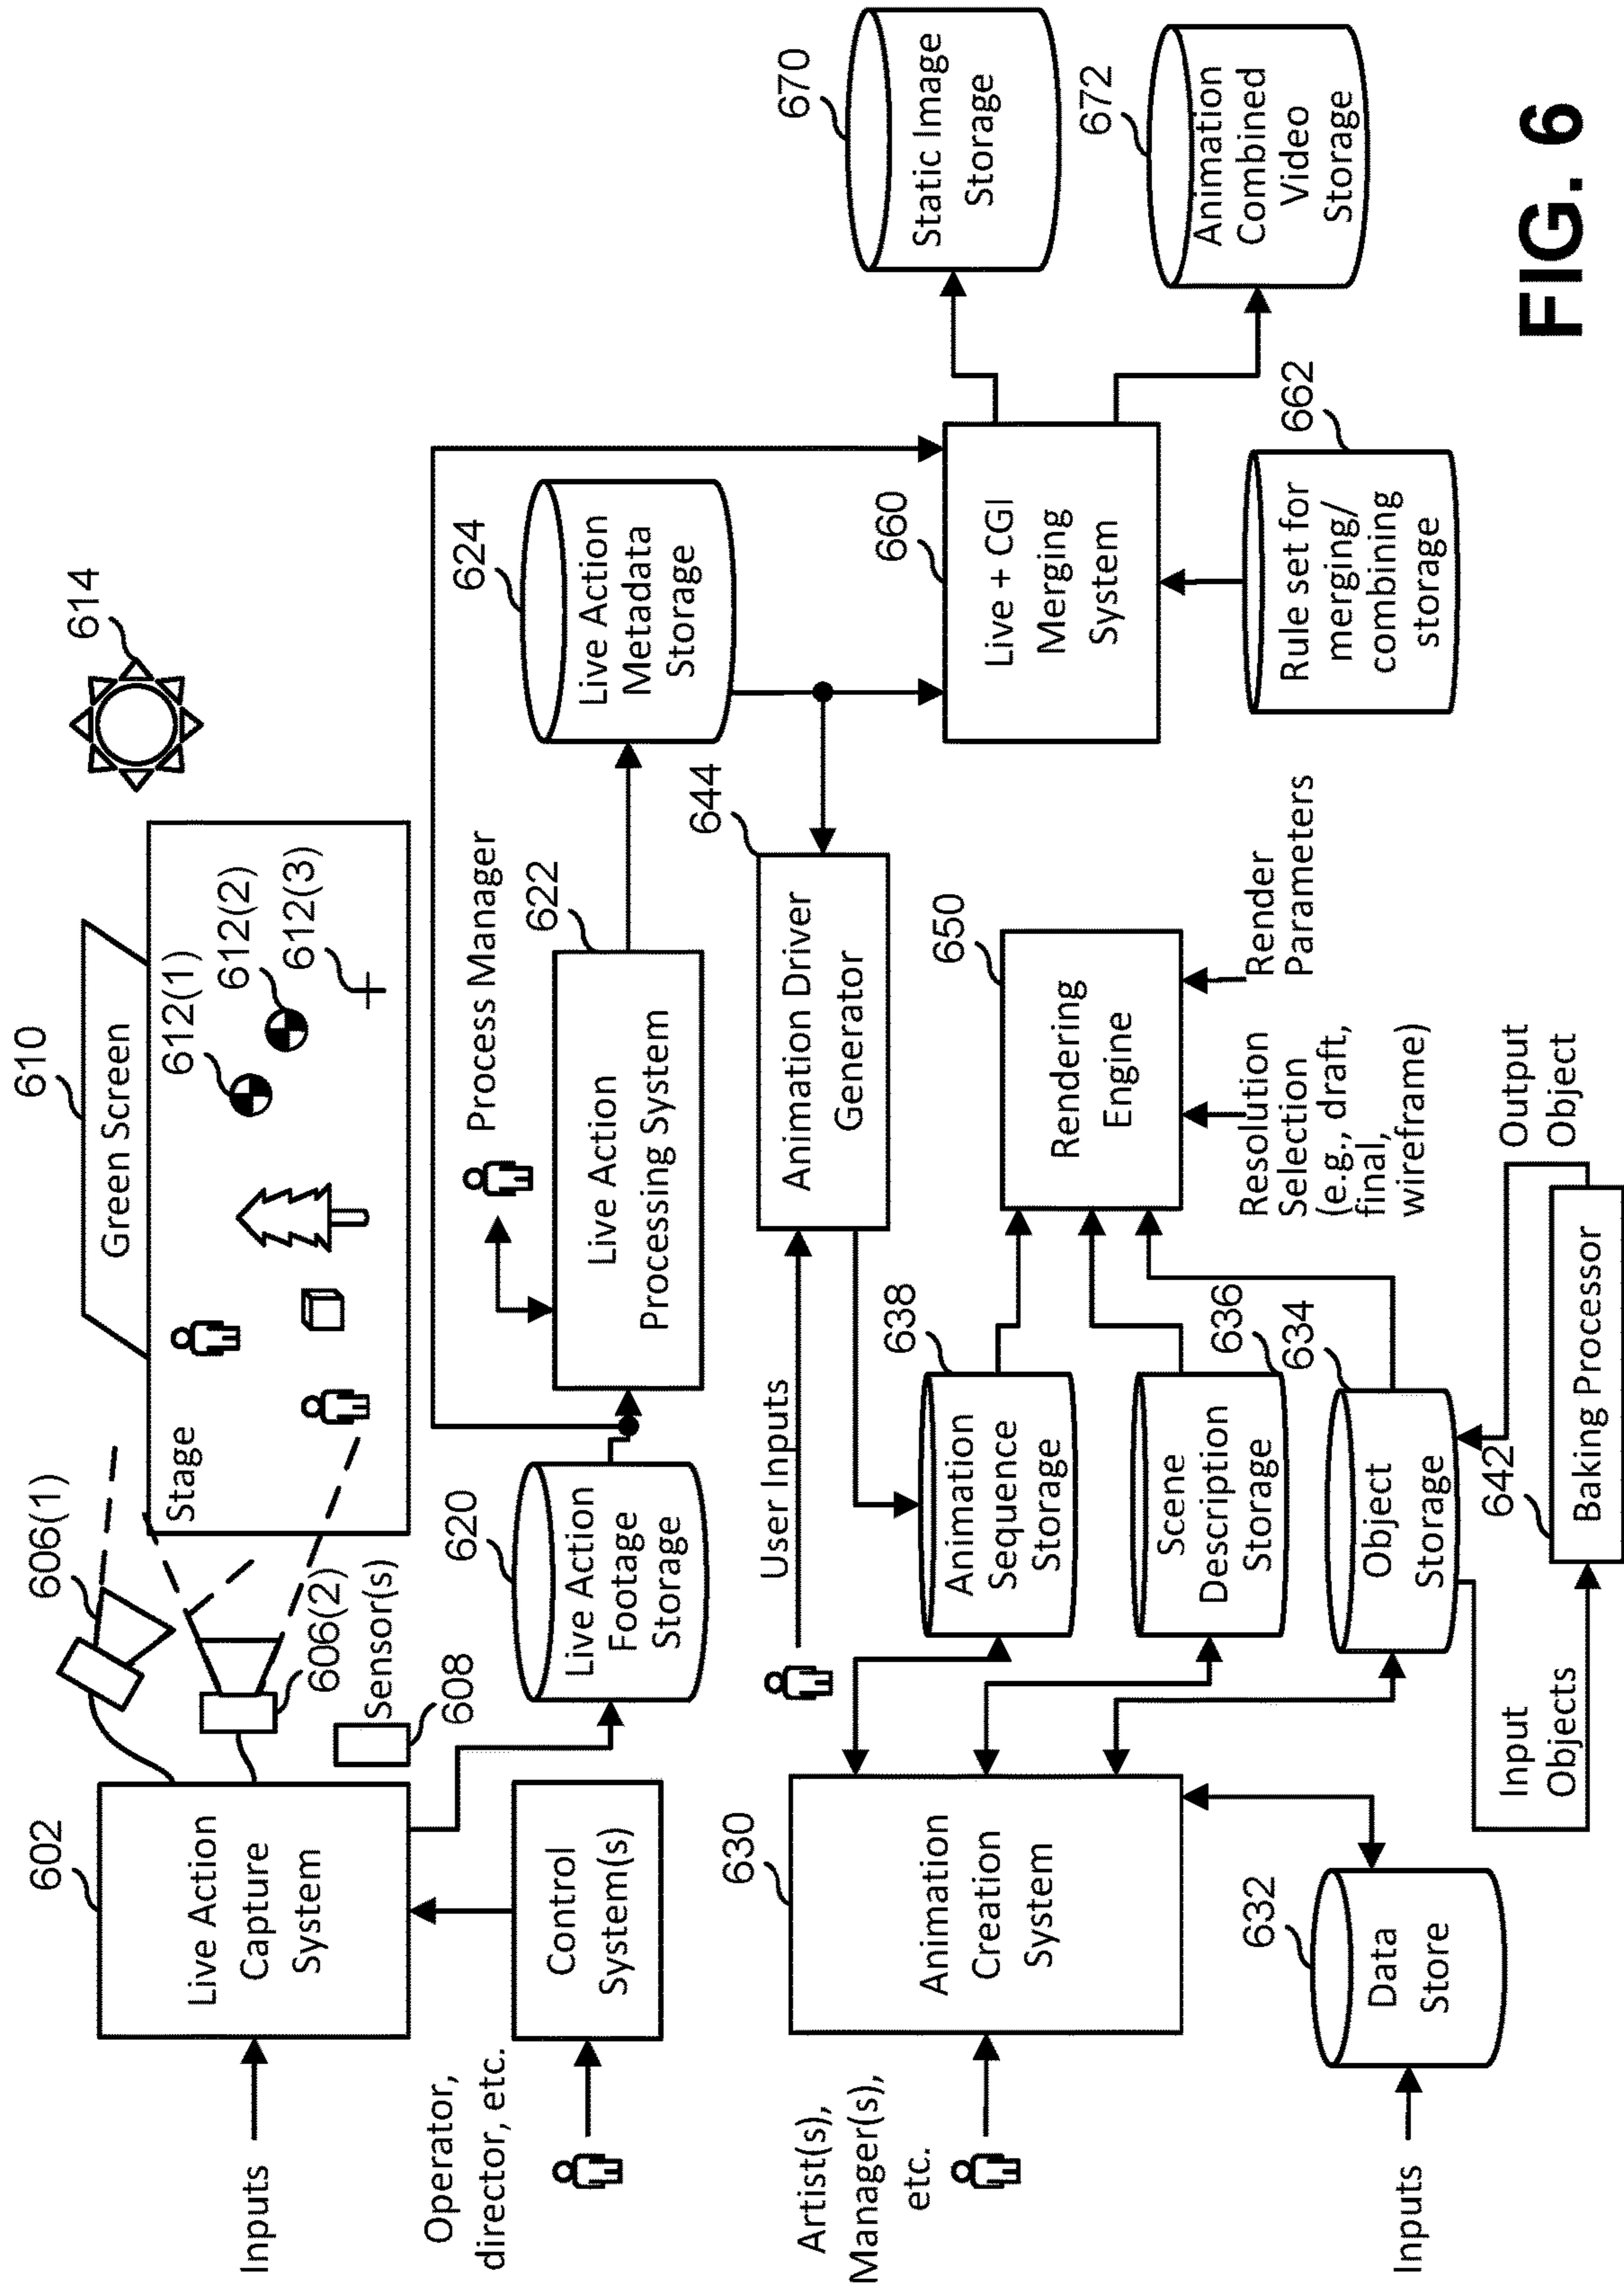 610
614
606(1)
Green Screen
602
Stage
612(1)
612(2)
612(3)
Inputs
Live Action
Capture
System
606(2)
Sensor(s)
608
Operator,
director, etc.
Control
System(s)
620
Live Action
Footage
Storage
Process Manager
622
Live Action
Processing System
624
Live Action
Metadata
Storage
User Inputs
644
Animation Driver
Generator
630
Artist(s),
Manager(s),
etc.
Animation
Creation
System
638
Animation
Sequence
Storage
636
Scene
Description
Storage
634
Object
Storage
650
Rendering
Engine
Resolution
Selection
(e.g., draft,
final,
wireframe)
Render
Parameters
660
Live + CGI
Merging
System
662
Rule set for
merging/
combining
storage
670
Static Image
Storage
672
Animation
Combined
Video
Storage
632
Data
Store
Inputs
Input
Objects
642
Baking Processor
Output
Object
FIG. 6